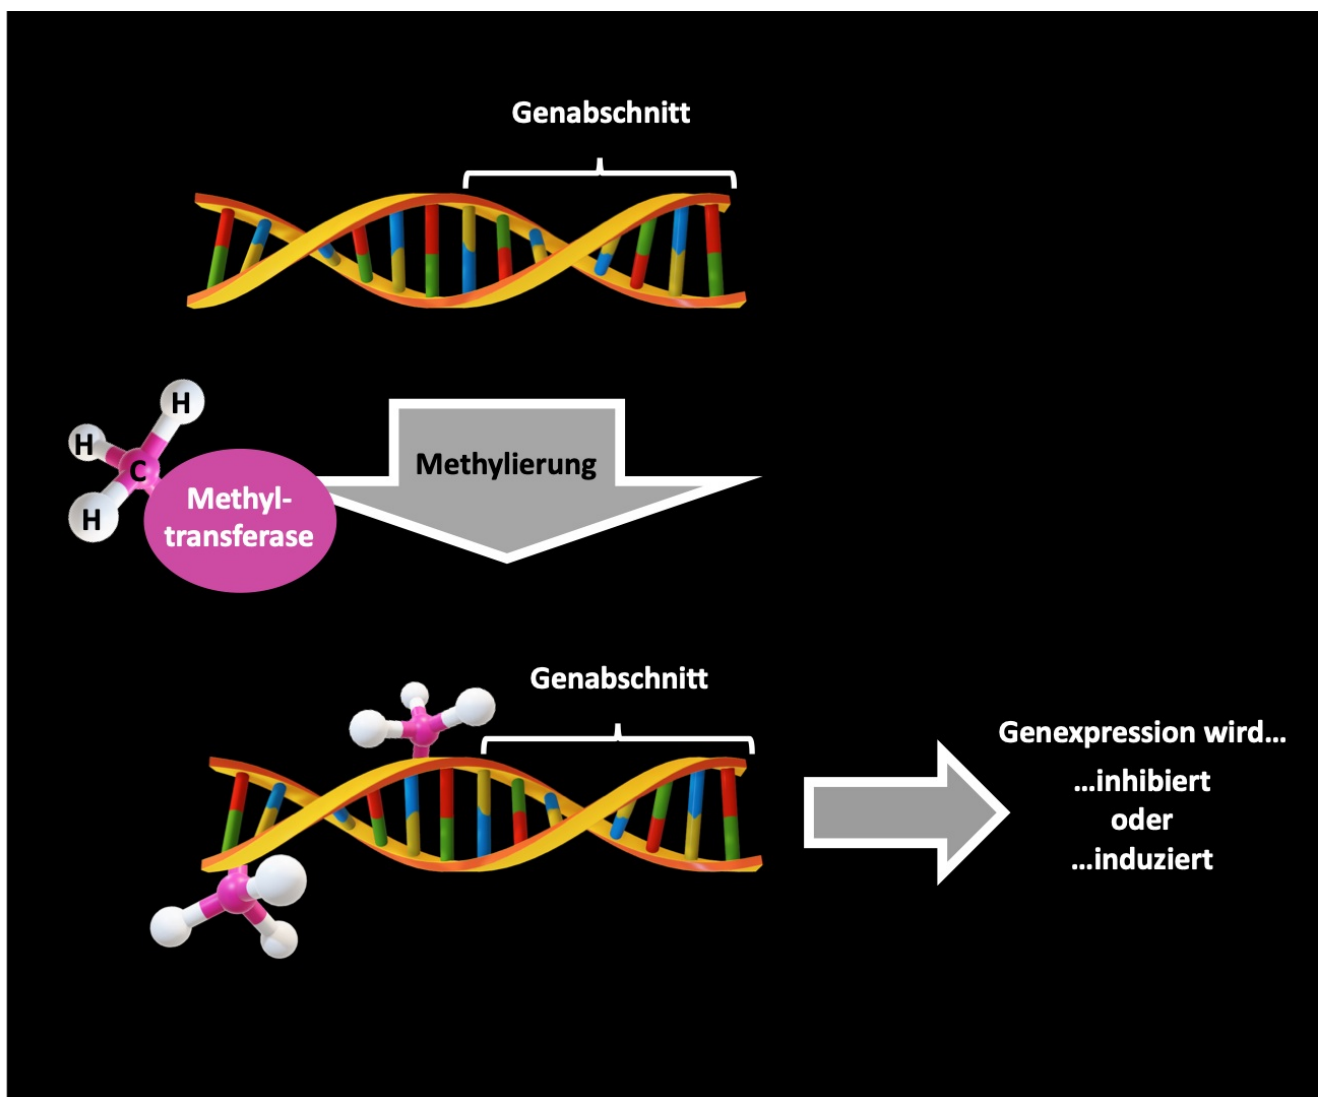 Genabschnitt
H
H
C
H
Methyl-
transferase
Methylierung
Genabschnitt
Genexpression wird...
...inhibiert
oder
...induziert